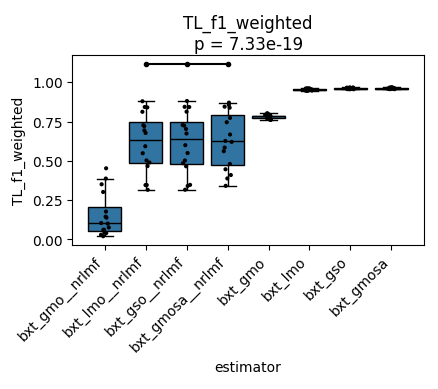 TL_f1_weighted
p = 7.33e-19
TL_f1_weighted
1.00
0.75
0.50
0.25
0.00
bxt_gmo__nrlmf
bxt_lmo__nrlmf
bxt_gso__nrlmf
bxt_gmosa__nrlmf
bxt_gmo
bxt_lmo
bxt_gso
bxt_gmosa
estimator